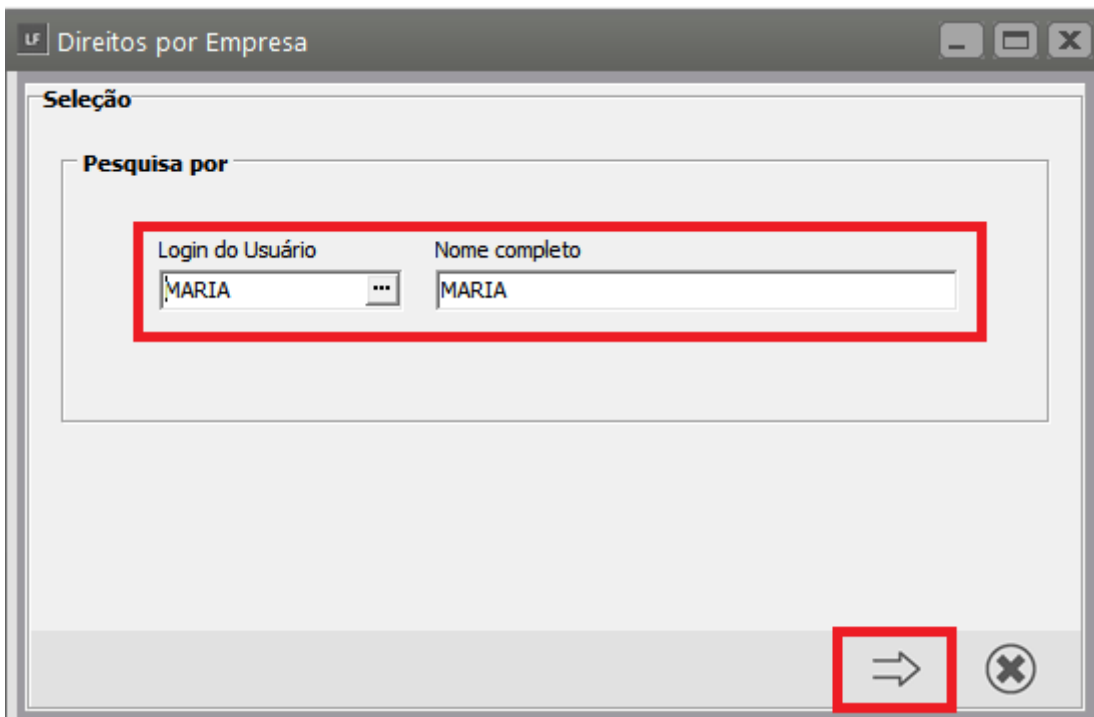 LF Direitos por Empresa
Seleção
Pesquisa por
Login do Usuário Nome completo
MARIA ... MARIA